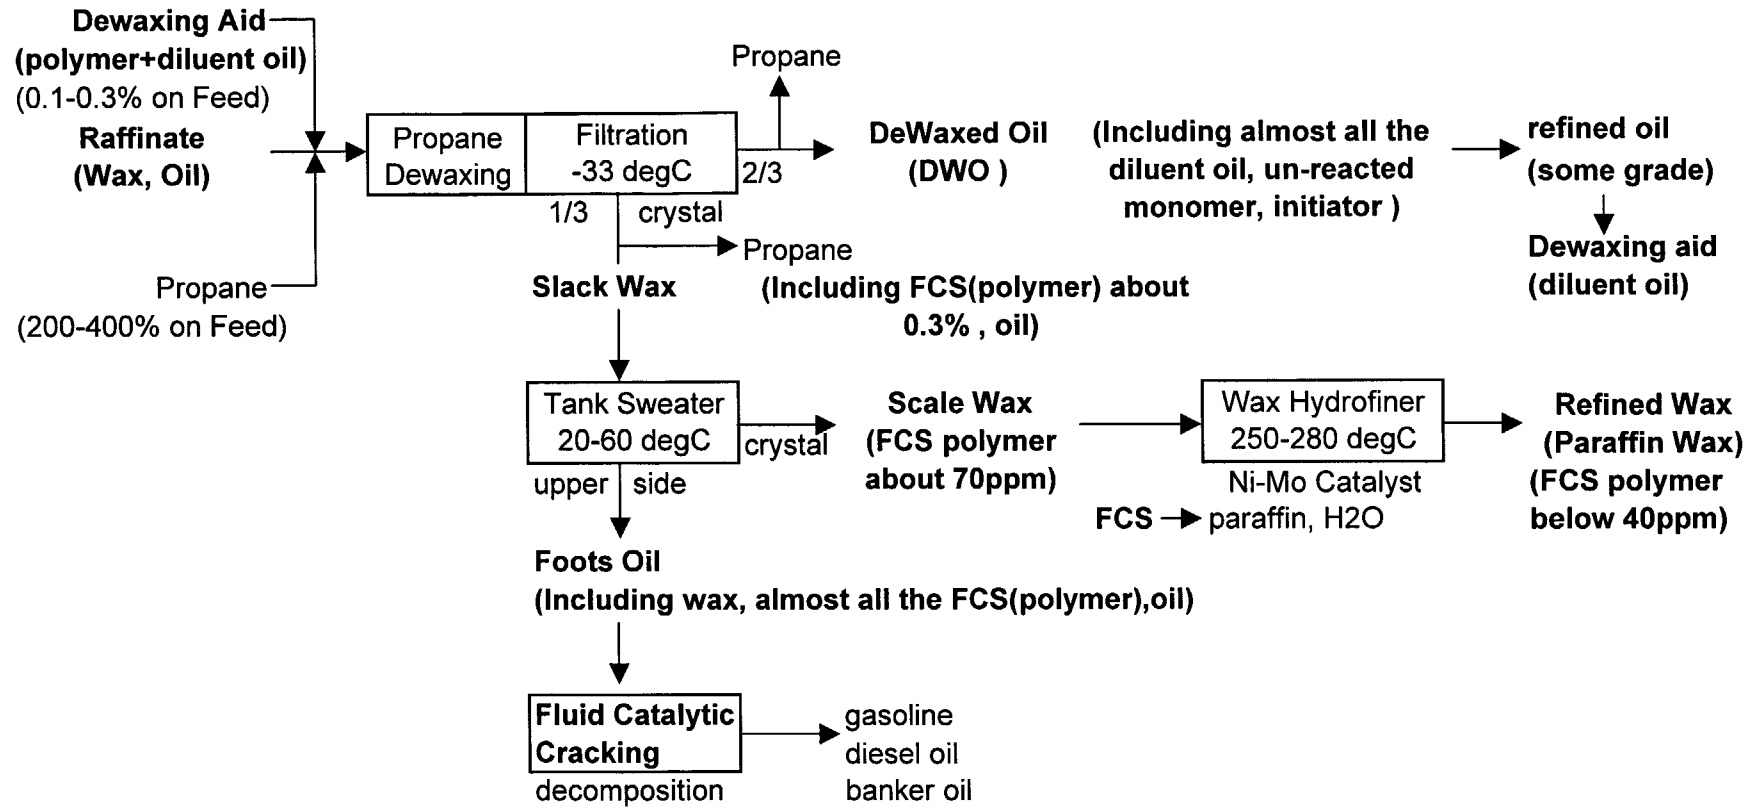 Dewaxing Aid
(polymer+diluent oil)
(0.1-0.3% on Feed)
Raffinate
(Wax, Oil)
Propane
(200-400% on Feed)
Propane
Dewaxing
Filtration
-33 degC
Propane
2/3
1/3 crystal
DeWaxed Oil
(DWO )
(Including almost all the
diluent oil, un-reacted
monomer, initiator )
refined oil
(some grade)
Dewaxing aid
(diluent oil)
Propane
Slack Wax
(Including FCS(polymer) about
0.3% , oil)
Tank Sweater
20-60 degC
crystal
upper side
Scale Wax
(FCS polymer
about 70ppm)
Wax Hydrofiner
250-280 degC
Ni-Mo Catalyst
FCS paraffin, H2O
Refined Wax
(Paraffin Wax)
(FCS polymer
below 40ppm)
Foots Oil
(Including wax, almost all the FCS(polymer),oil)
Fluid Catalytic
Cracking
decomposition
gasoline
diesel oil
banker oil